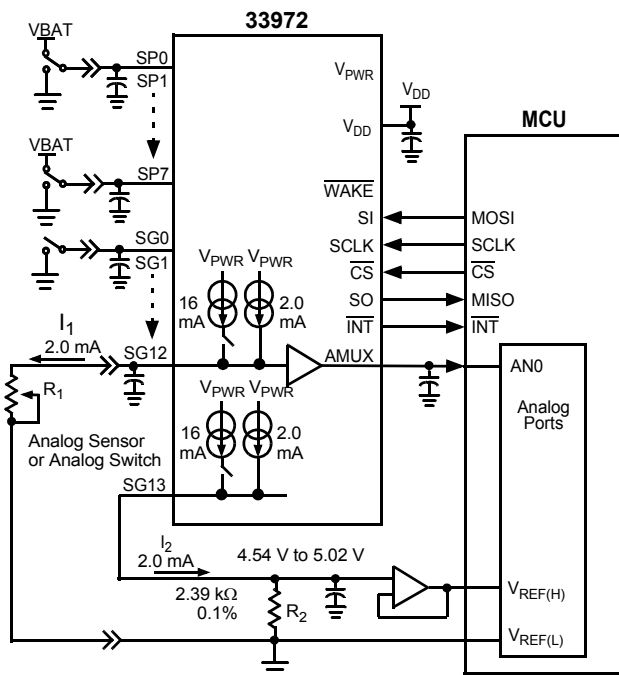 33972
VBAT
SP0
SP1
VPWR
VDD
VDD
MCU
VBAT
SP7
WAKE
SI
MOSI
SG0
SCLK
SCLK
SG1
VPWR VPWR
CS
CS
SO
MISO
16 mA
2.0 mA
INT
INT
I1
2.0 mA
SG12
AMUX
AN0
R1
VPWR VPWR
Analog Ports
Analog Sensor
or Analog Switch
16 mA
2.0 mA
SG13
I2
2.0 mA
4.54 V to 5.02 V
2.39 kΩ
0.1%
R2
VREF(H)
VREF(L)